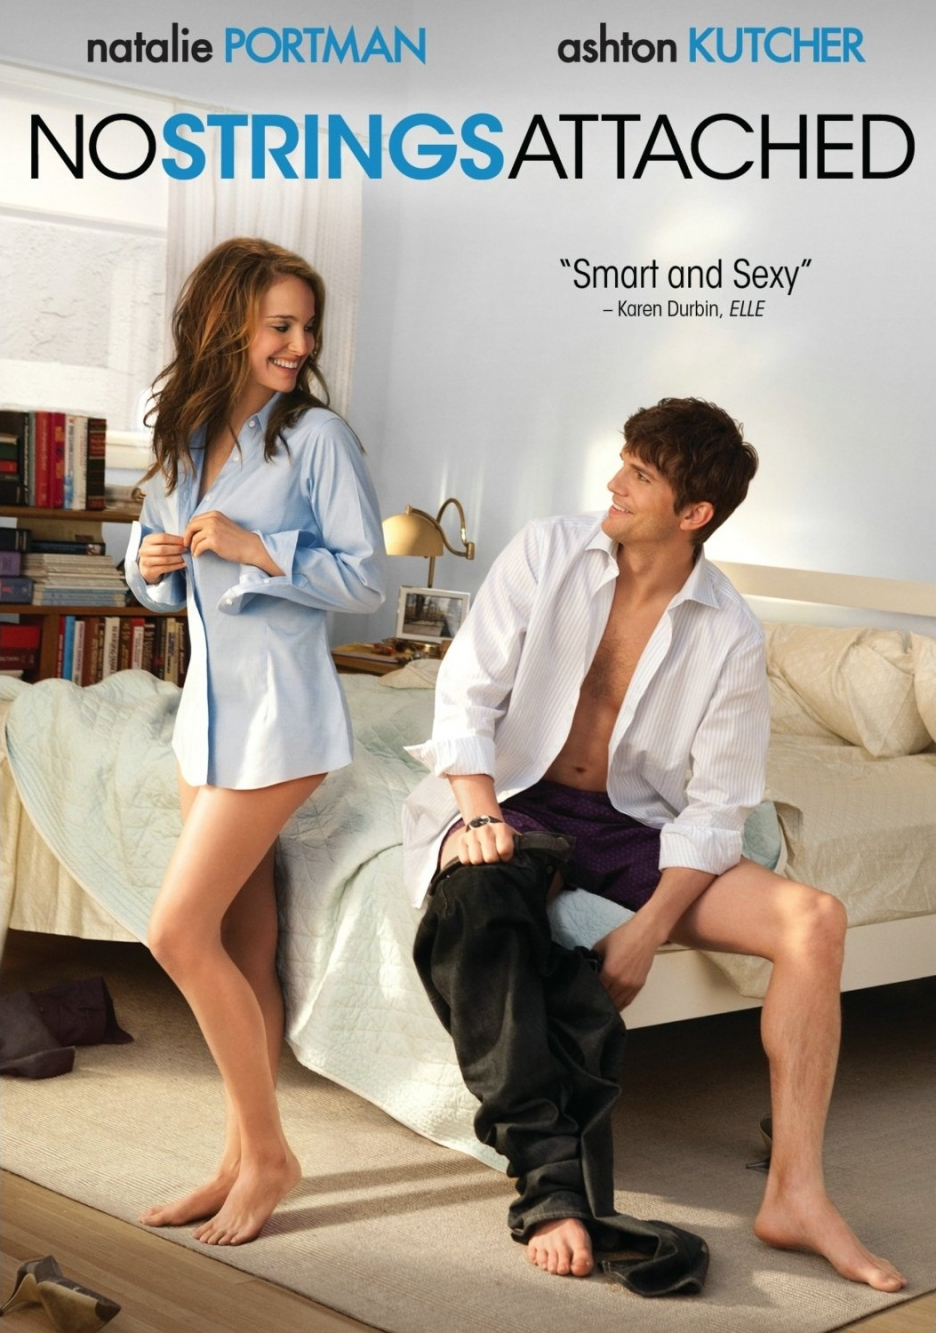 natalie PORTMAN ashton KUTCHER
NOSTRINGSATTACHED
“Smart and Sexy”
– Karen Durbin, ELLE